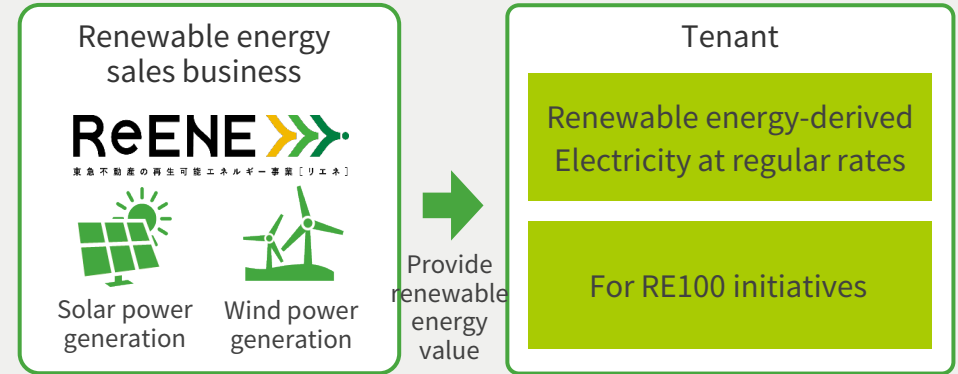 Renewable energy
sales business
ReENE
東急不動産の再生可能エネルギー事業[リエネ]
Solar power
generation
Wind power
generation
Provide
renewable
energy
value
Tenant
Renewable energy-derived
Electricity at regular rates
For RE100 initiatives